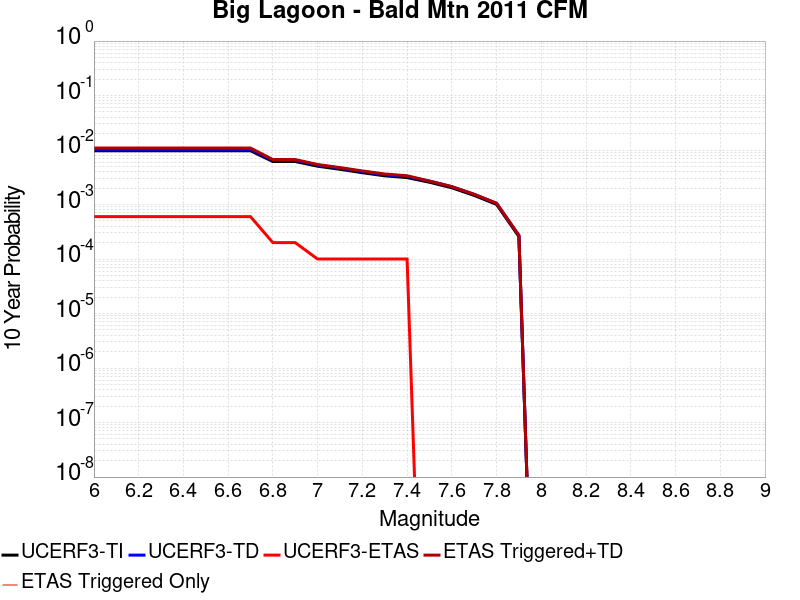 Big Lagoon - Bald Mtn 2011 CFM
10 Year Probability
10^0
10^-1
10^-2
10^-3
10^-4
10^-5
10^-6
10^-7
10^-8
6 6.2 6.4 6.6 6.8 7 7.2 7.4 7.6 7.8 8 8.2 8.4 8.6 8.8 9
Magnitude
UCERF3-TI UCERF3-TD UCERF3-ETAS ETAS Triggered+TD
ETAS Triggered Only